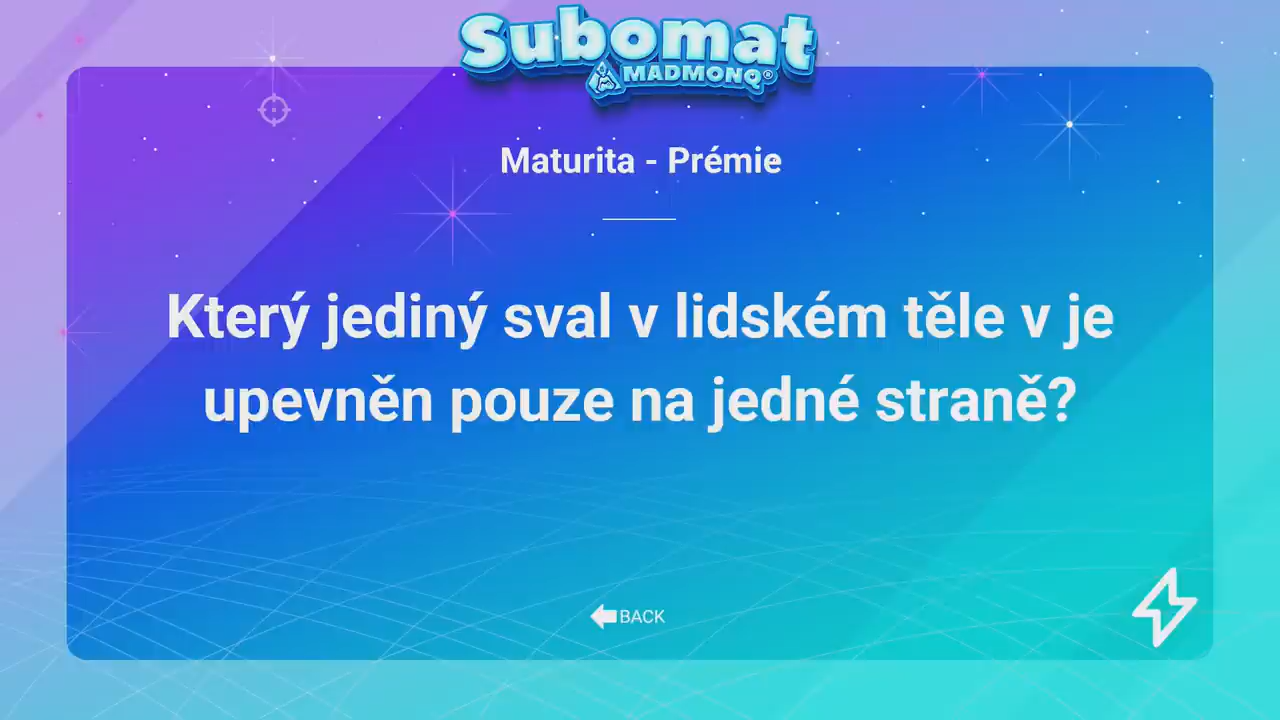 Subomat
MADMONQ®
Maturita - Prémie
Který jediný sval v lidském těle v je
upevněn pouze na jedné straně?
BACK